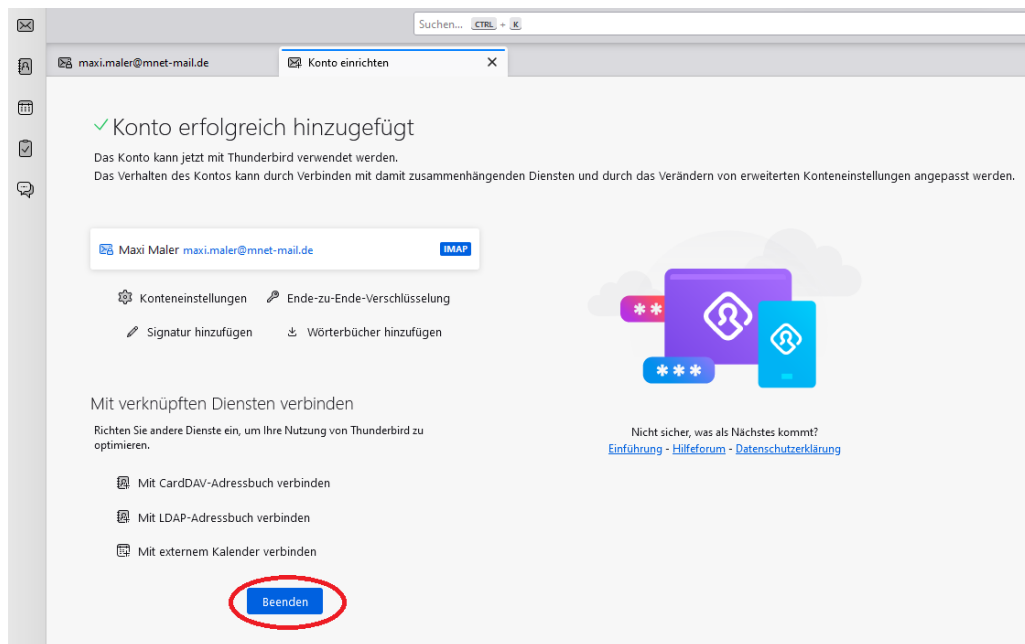 Suchen... CTRL + K
maxi.maler@mnet-mail.de
Konto einrichten
Konto erfolgreich hinzugefügt
Das Konto kann jetzt mit Thunderbird verwendet werden.
Das Verhalten des Kontos kann durch Verbinden mit damit zusammenhängenden Diensten und durch das Verändern von erweiterten Konteneinstellungen angepasst werden.
Maxi Maler maxi.maler@mnet-mail.de IMAP
Konteneinstellungen Ende-zu-Ende-Verschlüsselung
Signatur hinzufügen Wörterbücher hinzufügen
Mit verknüpften Diensten verbinden
Richten Sie andere Dienste ein, um Ihre Nutzung von Thunderbird zu
optimieren.
Mit CardDAV-Adressbuch verbinden
Mit LDAP-Adressbuch verbinden
Mit externem Kalender verbinden
Beenden
Nicht sicher, was als Nächstes kommt?
Einführung - Hilfeforum - Datenschutzerklärung